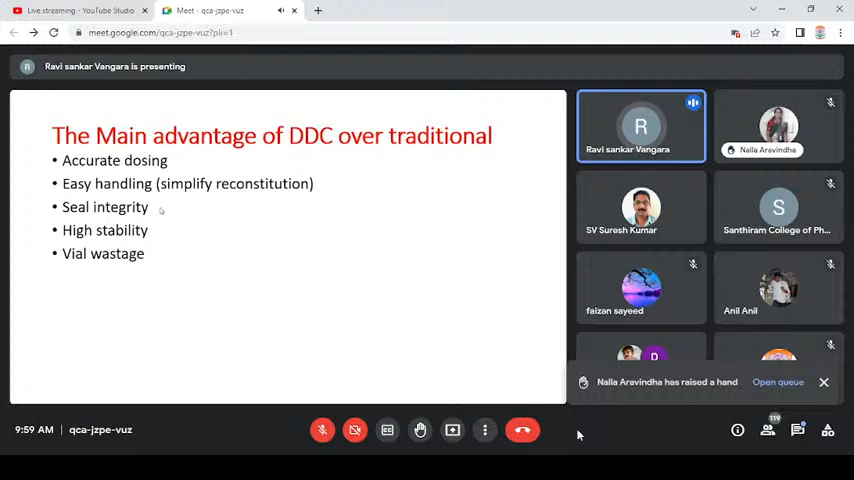 Live streaming - YouTube Studio
Meet - qca-jzpe-vuz
meet.google.com/qca-jzpe-vuz?pli=1
R
Ravi sankar Vangara is presenting
The Main advantage of DDC over traditional
• Accurate dosing
• Easy handling (simplify reconstitution)
• Seal integrity
• High stability
• Vial wastage
R
Ravi sankar Vangara
Nalla Aravindha
SV Suresh Kumar
S
Santhiram College of Ph...
faizan sayeed
Anil Anil
D
Nalla Aravindha has raised a hand
Open queue
9:59 AM | qca-jzpe-vuz
119